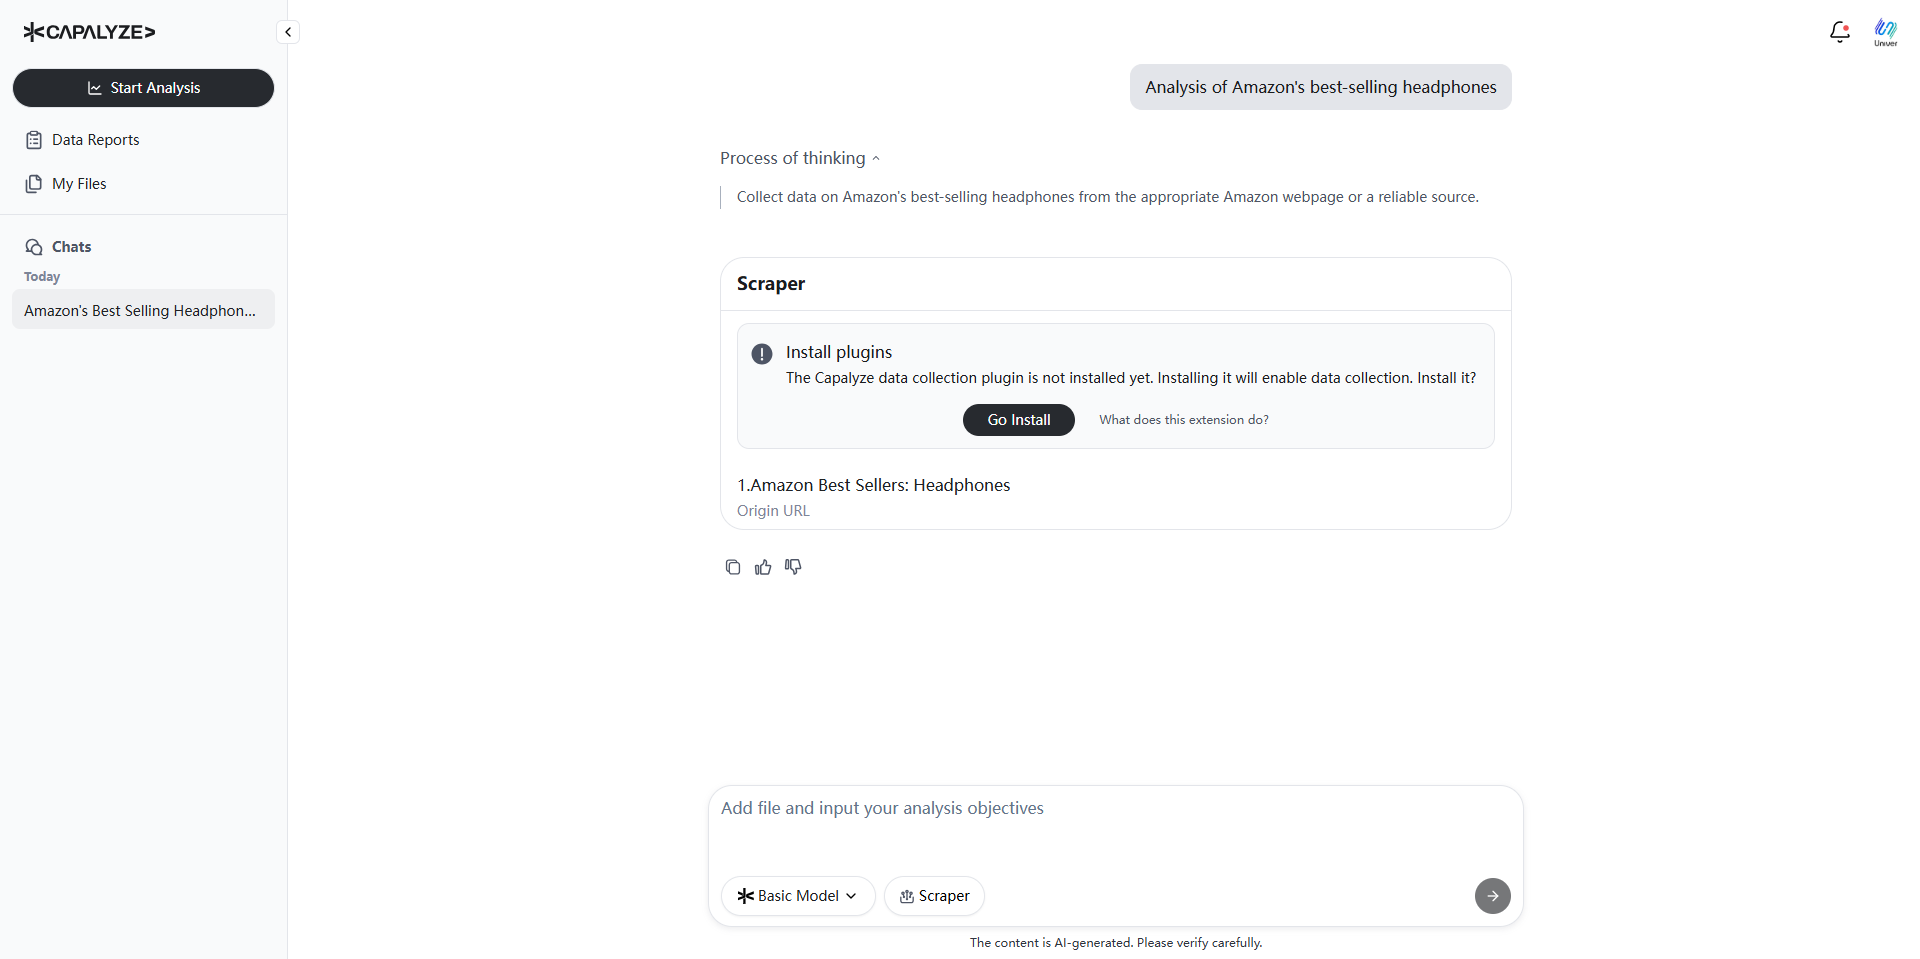 CAPALYZE
Start Analysis
Data Reports
My Files
Chats
Today
Amazon's Best Selling Headphon...
Univer
Analysis of Amazon's best-selling headphones
Process of thinking
Collect data on Amazon's best-selling headphones from the appropriate Amazon webpage or a reliable source.
Scraper
Install plugins
The Capalyze data collection plugin is not installed yet. Installing it will enable data collection. Install it?
Go Install
What does this extension do?
1.Amazon Best Sellers: Headphones
Origin URL
Add file and input your analysis objectives
Basic Model
Scraper
The content is AI-generated. Please verify carefully.